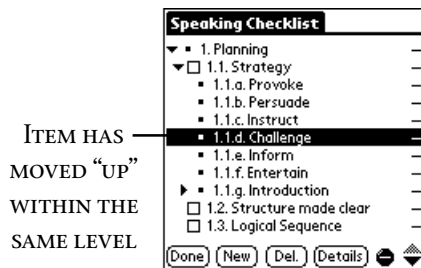 Speaking Checklist
1. Planning
1.1. Strategy
1.1.a. Provoke
1.1.b. Persuade
1.1.c. Instruct
1.1.d. Challenge
1.1.e. Inform
1.1.f. Entertain
1.1.g. Introduction
1.2. Structure made clear
1.3. Logical Sequence
Done New Del. Details
ITEM HAS
MOVED “UP”
WITHIN THE
SAME LEVEL